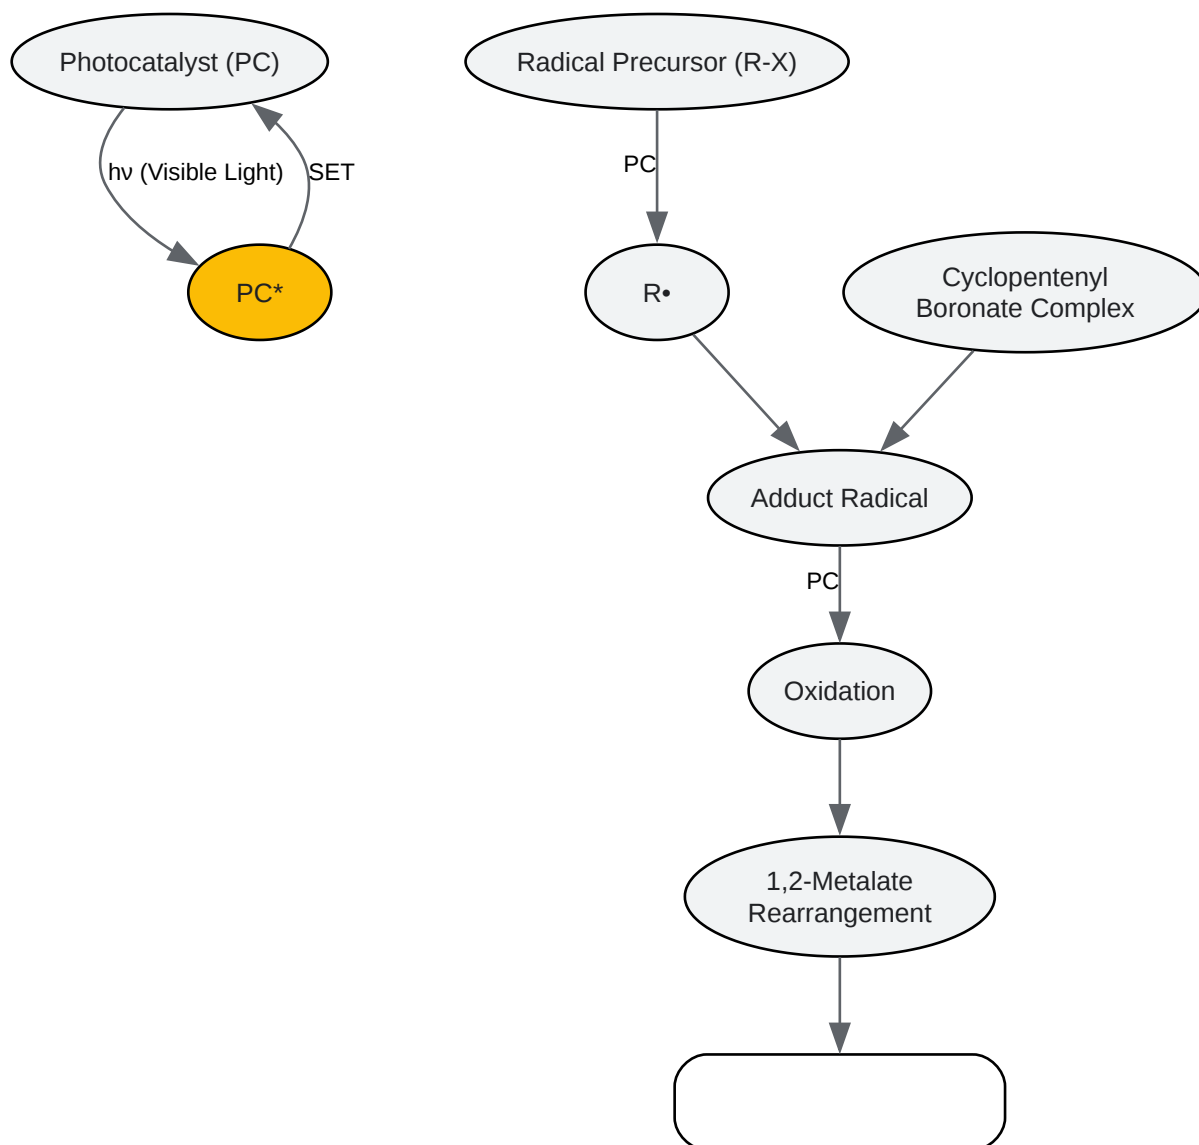 Photocatalyst (PC)
Radical Precursor (R-X)
hν (Visible Light)
SET
PC
PC*
R•
Cyclopentenyl
Boronate Complex
Adduct Radical
PC
Oxidation
1,2-Metalate
Rearrangement